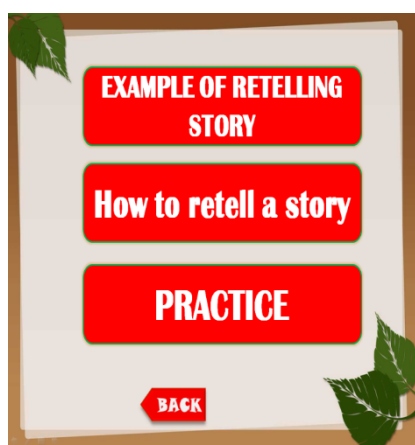 EXAMPLE OF RETELLING
STORY
How to retell a story
PRACTICE
BACK